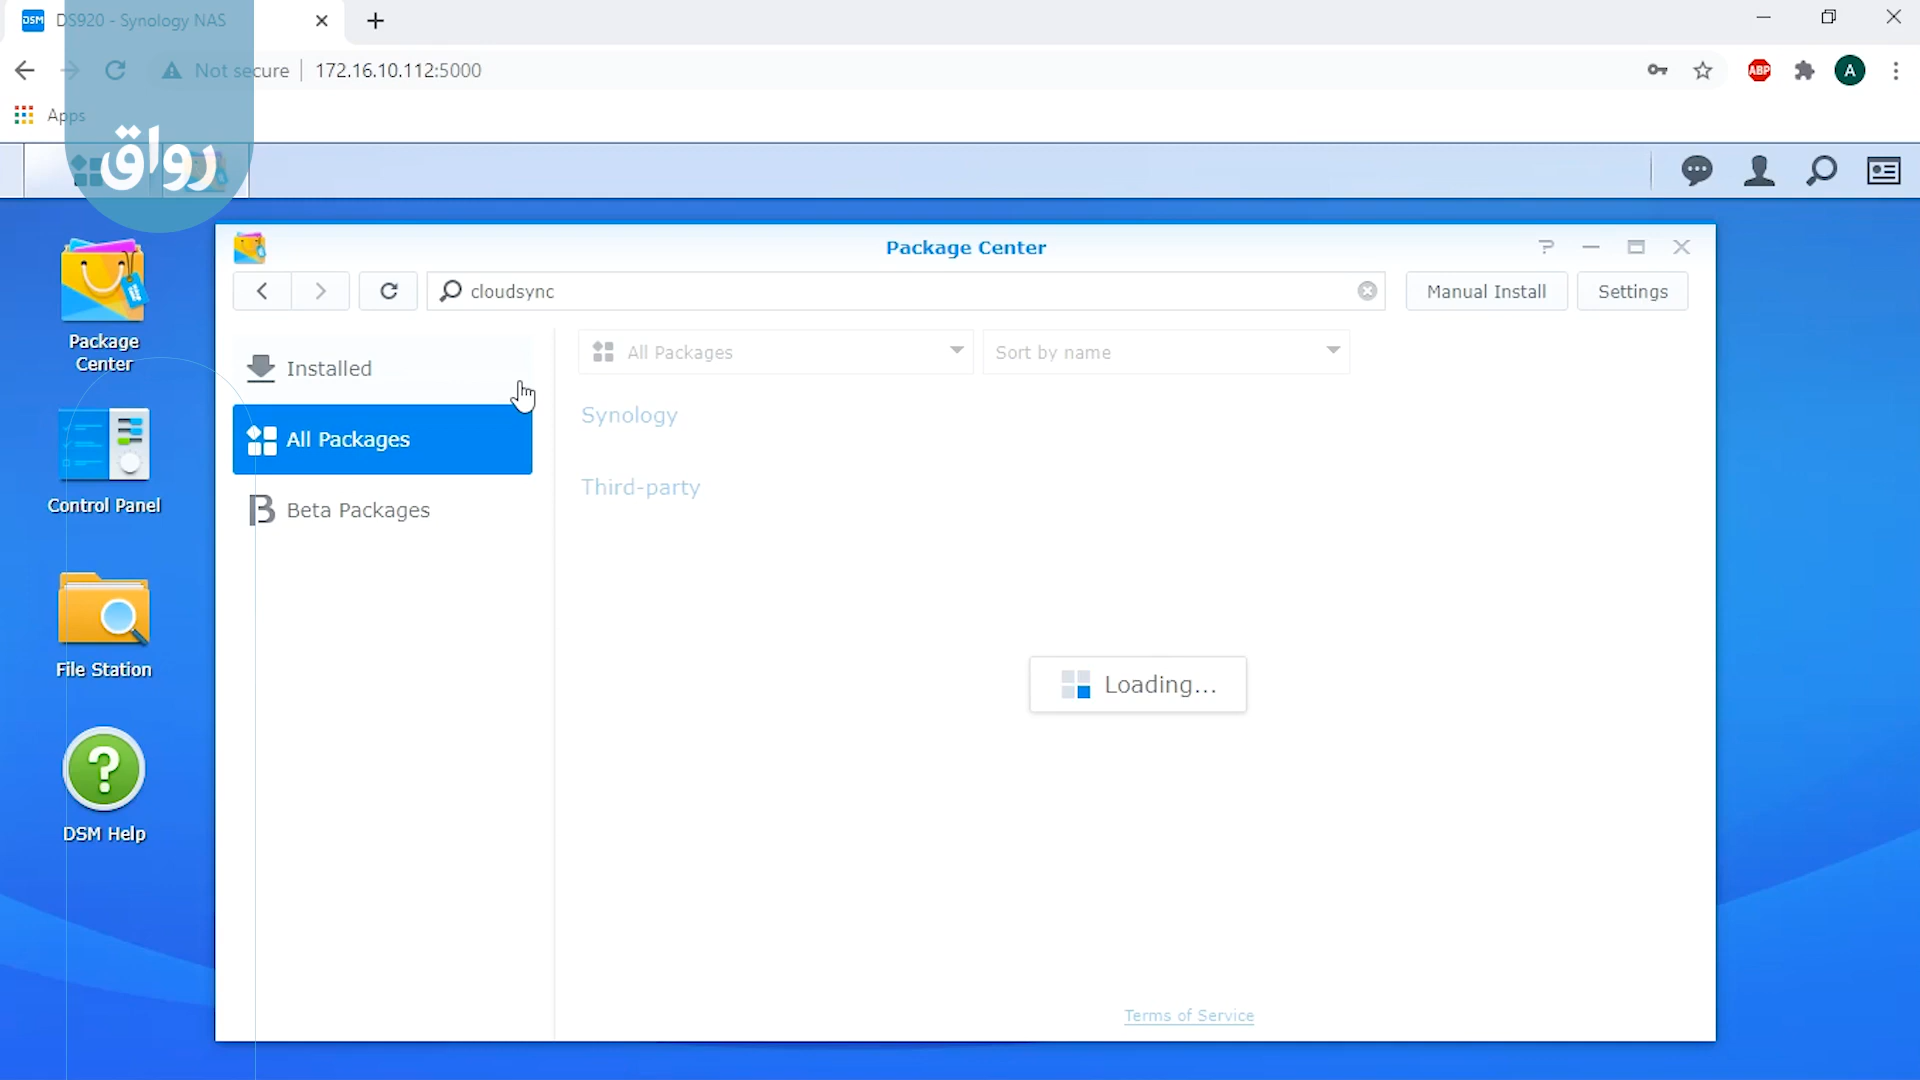 DSM
DS920 - Synology NAS
Not secure
172.16.10.112:5000
ABP
A
Apps
رواق
Package Center
cloudsync
Manual Install
Settings
Package
Center
Installed
All Packages
Sort by name
Synology
All Packages
Control Panel
Third-party
Beta Packages
File Station
Loading...
DSM Help
Terms of Service